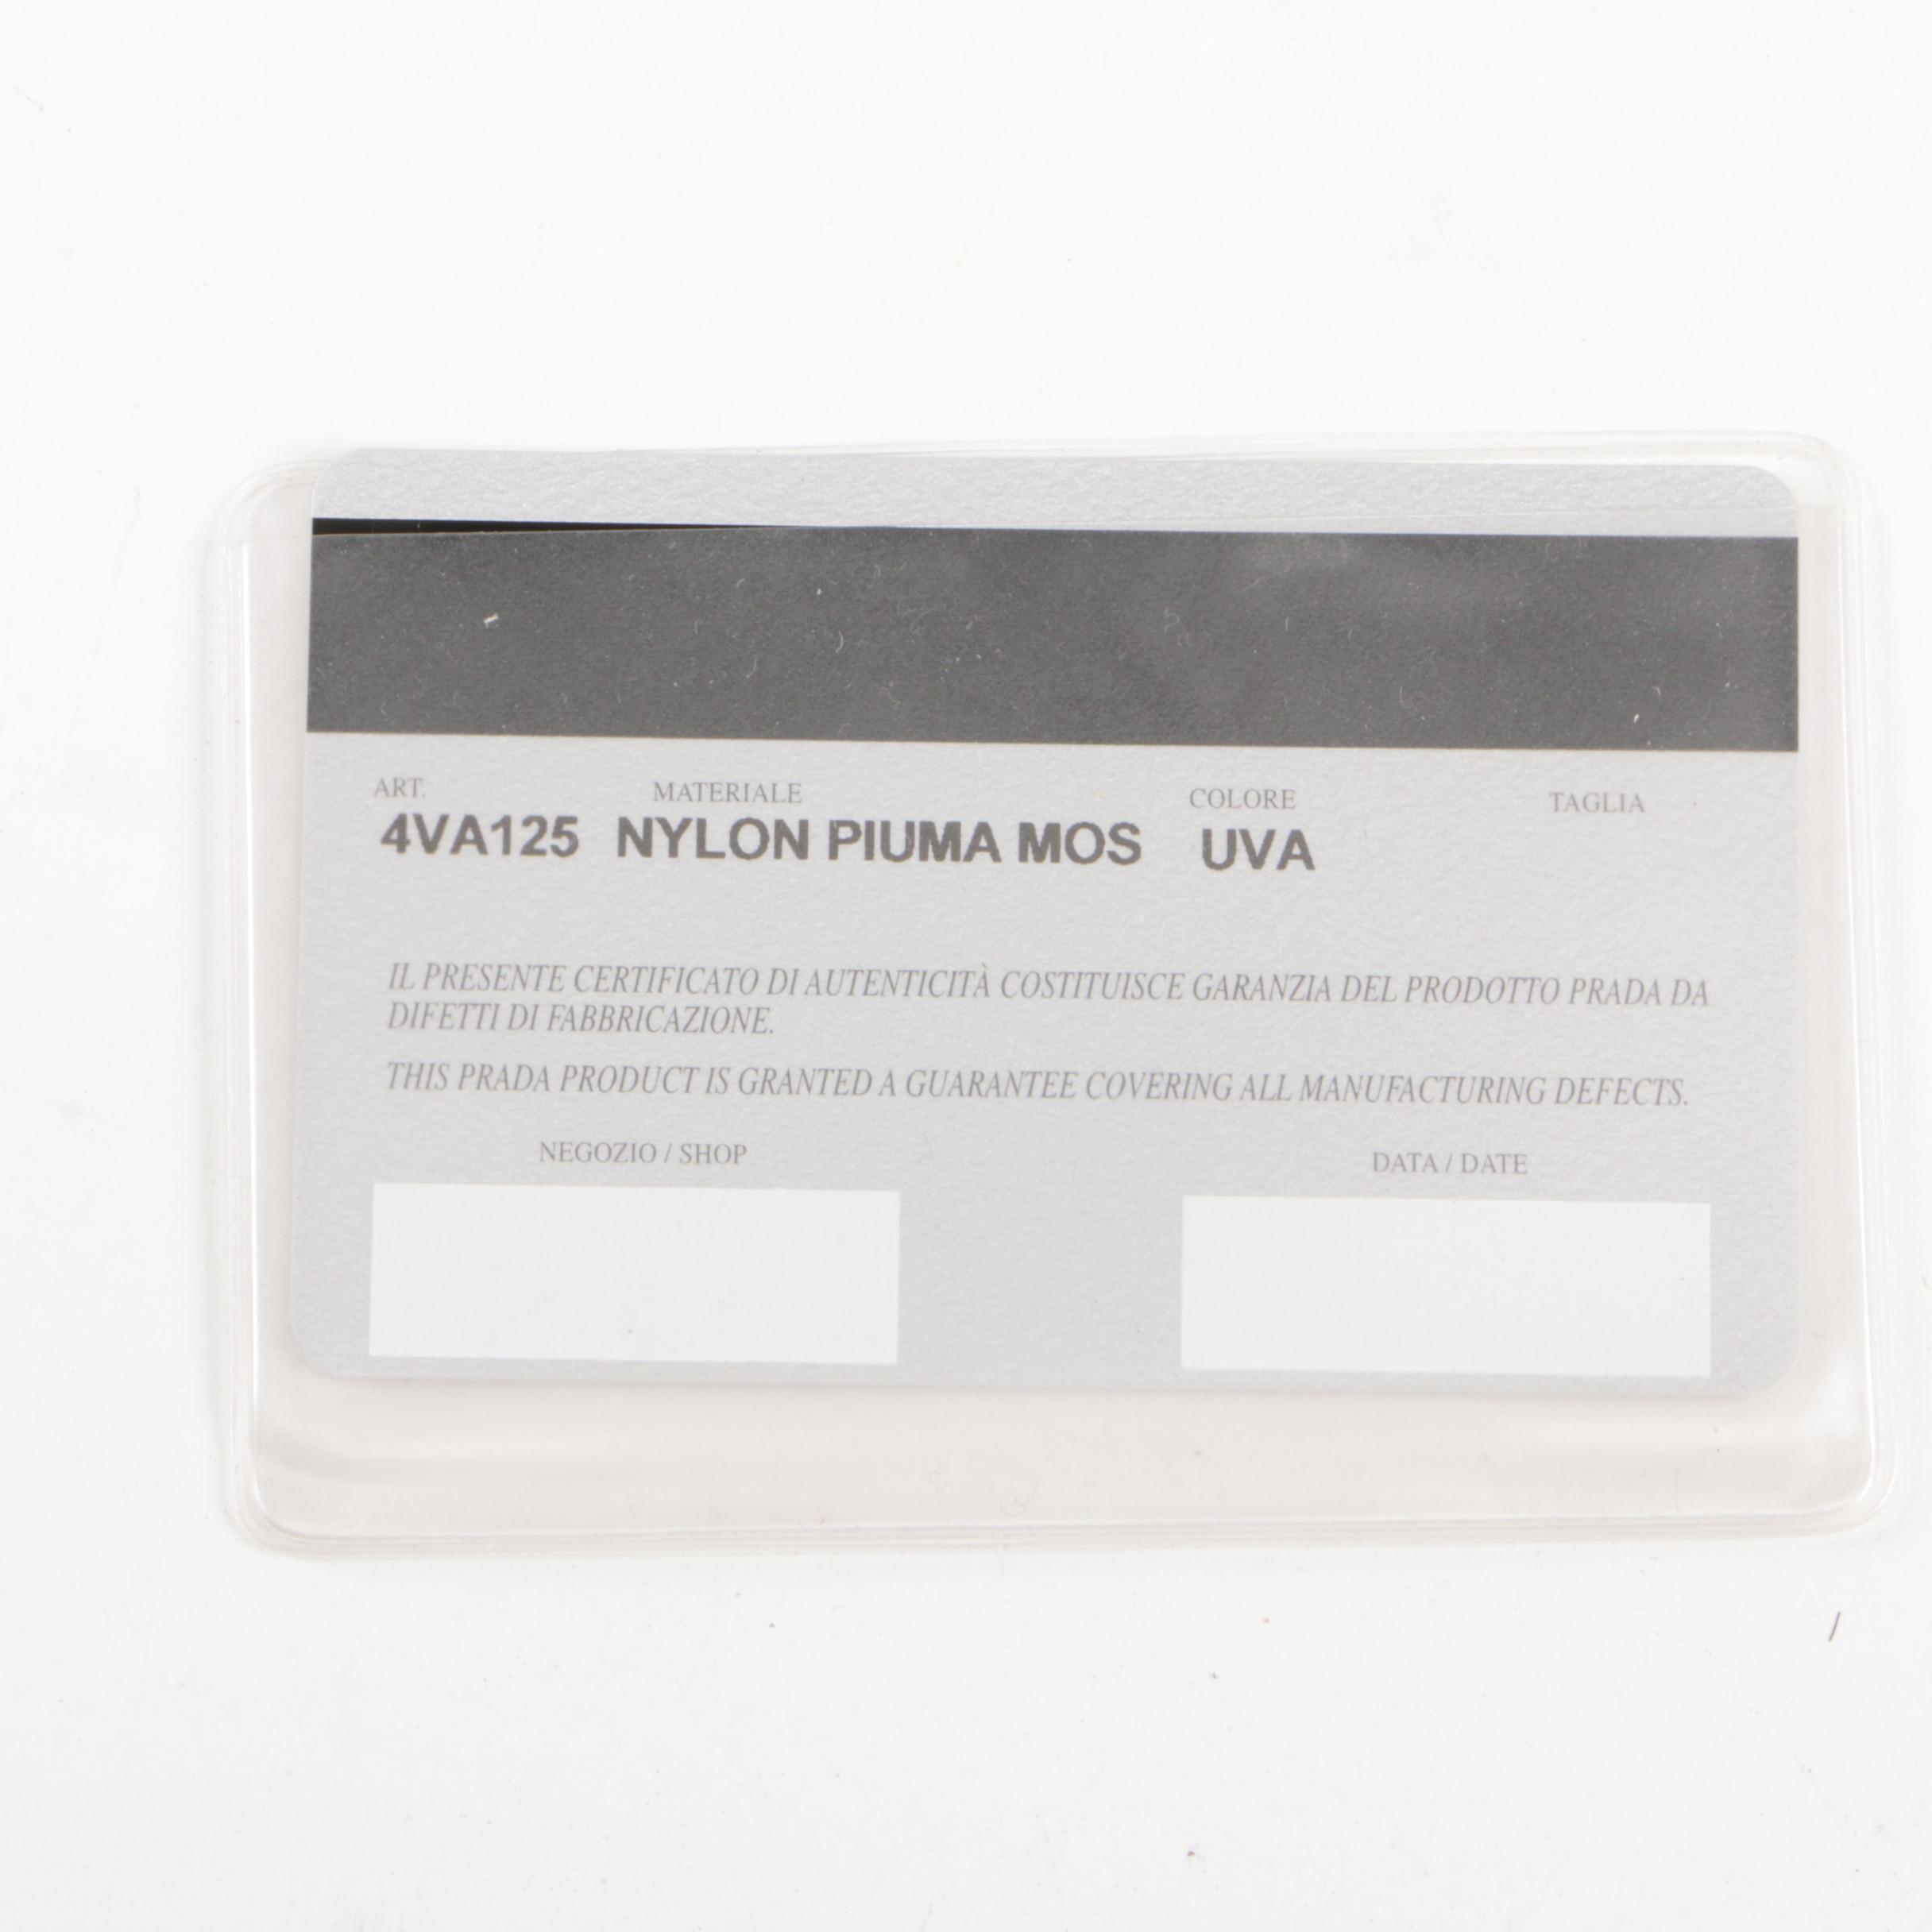 ART. MATERIALE COLORE TAGLIA
4VA125 NYLON PIUMA MOS UVA
IL PRESENTE CERTIFICATO DI AUTENTICITÀ COSTITUISCE GARANZIA DEL PRODOTTO PRADA DA
DIFETTI DI FABBRICAZIONE.
THIS PRADA PRODUCT IS GRANTED A GUARANTEE COVERING ALL MANUFACTURING DEFECTS.
NEGOZIO / SHOP DATA / DATE